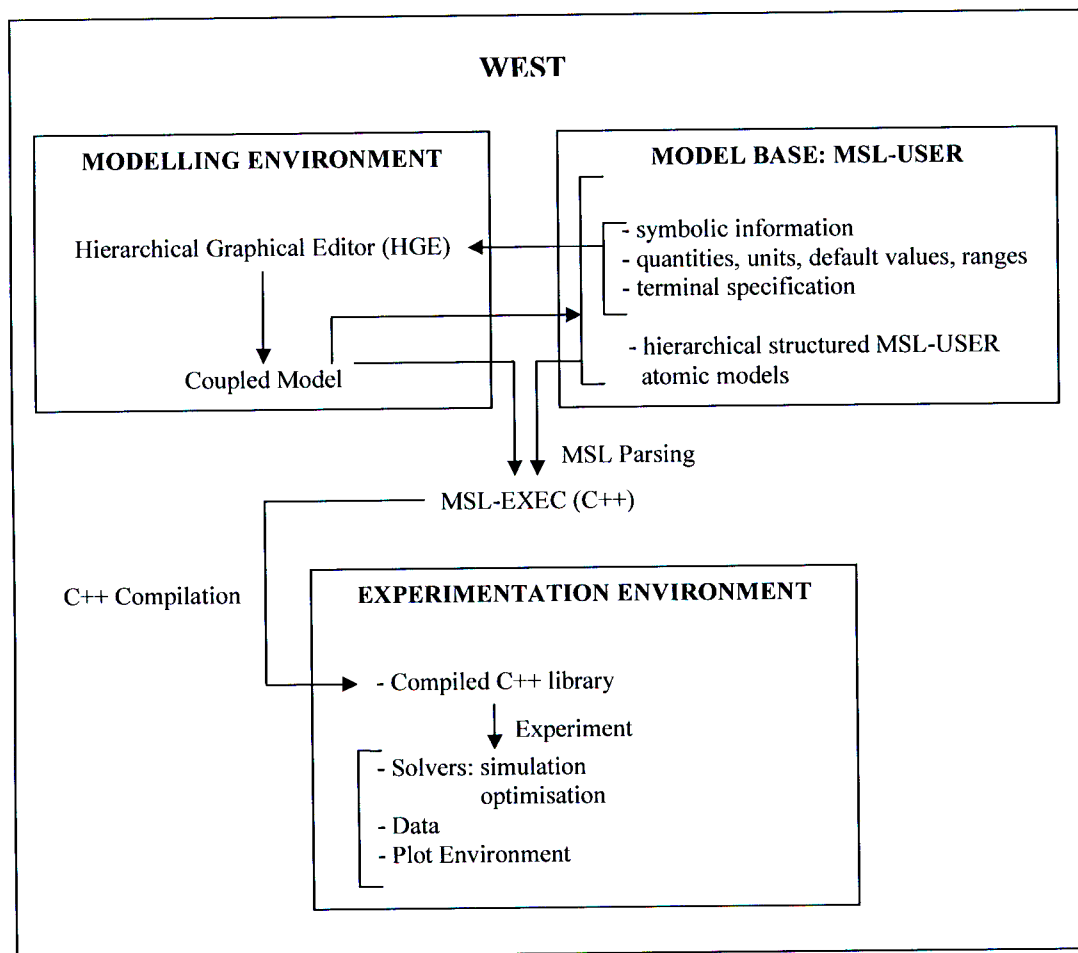 WEST
MODELLING ENVIRONMENT
Hierarchical Graphical Editor (HGE)
Coupled Model
MODEL BASE: MSL-USER
- symbolic information
- quantities, units, default values, ranges
- terminal specification
- hierarchical structured MSL-USER
atomic models
MSL Parsing
MSL-EXEC (C++)
C++ Compilation
EXPERIMENTATION ENVIRONMENT
- Compiled C++ library
Experiment
- Solvers: simulation
optimisation
- Data
- Plot Environment